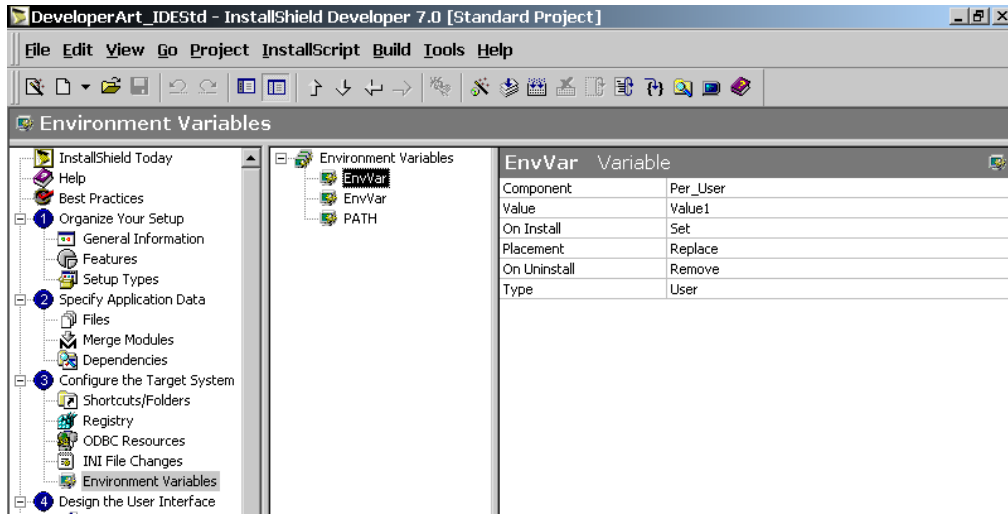 DeveloperArt_IDEStd - InstallShield Developer 7.0 [Standard Project]
File Edit View Go Project InstallScript Build Tools Help
Environment Variables
InstallShield Today
Help
Best Practices
1 Organize Your Setup
General Information
Features
Setup Types
2 Specify Application Data
Files
Merge Modules
Dependencies
3 Configure the Target System
Shortcuts/Folders
Registry
ODBC Resources
INI File Changes
Environment Variables
4 Design the User Interface
Environment Variables
EnvVar
EnvVar
PATH
EnvVar Variable
Component Per_User
Value Value1
On Install Set
Placement Replace
On Uninstall Remove
Type User